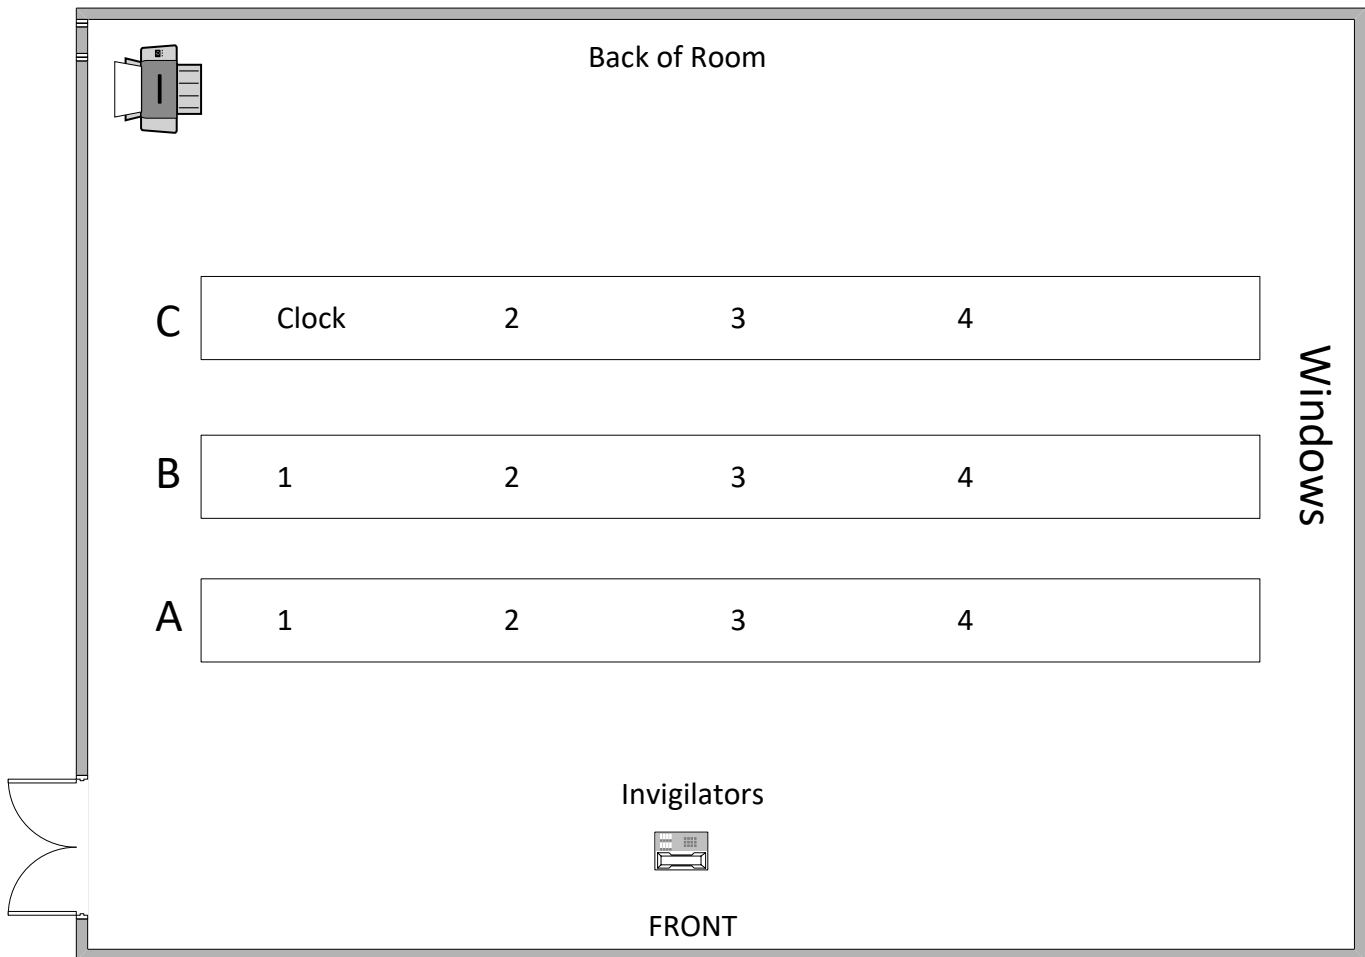 Back of Room
C Clock 2 3 4
Windows
B 1 2 3 4
A 1 2 3 4
Invigilators
FRONT